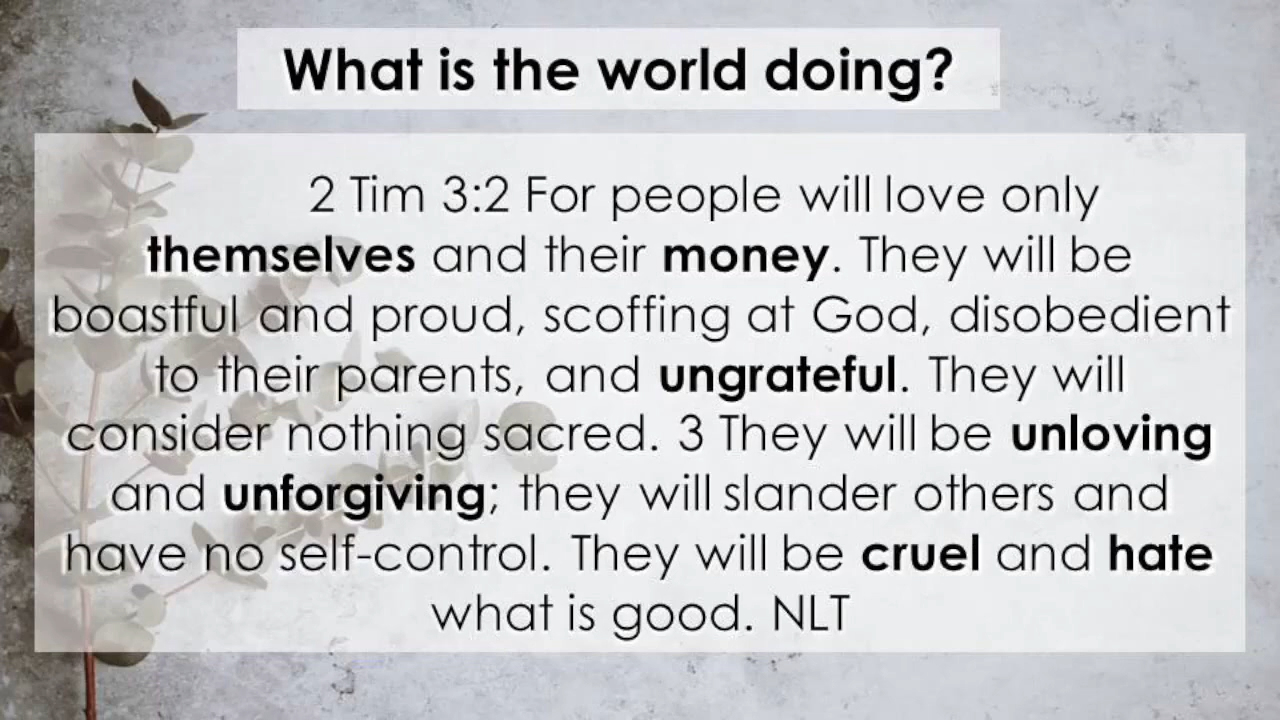 What is the world doing?
2 Tim 3:2 For people will love only
themselves and their money. They will be
boastful and proud, scoffing at God, disobedient
to their parents, and ungrateful. They will
consider nothing sacred. 3 They will be unloving
and unforgiving; they will slander others and
have no self-control. They will be cruel and hate
what is good. NLT